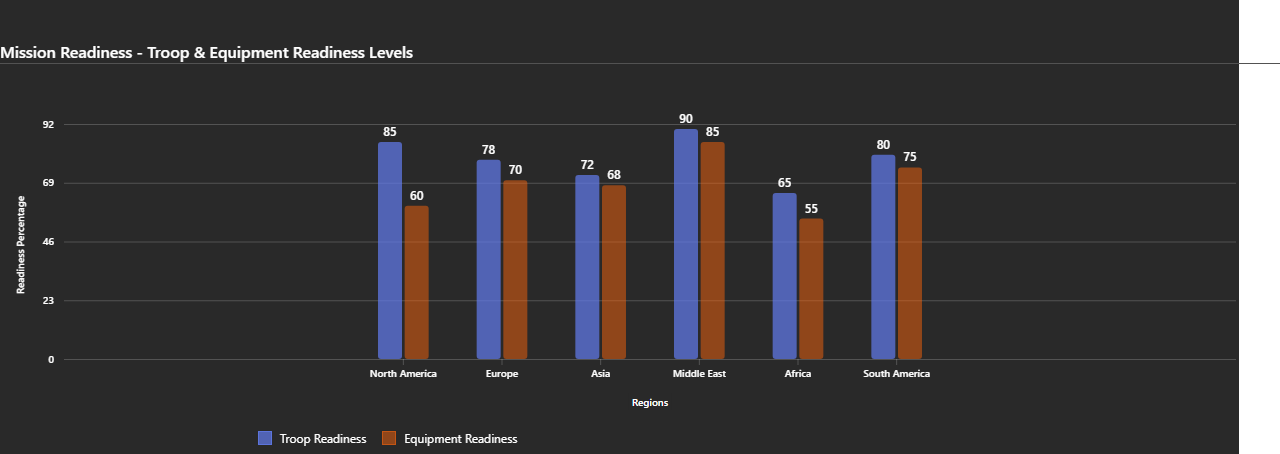 Mission Readiness - Troop & Equipment Readiness Levels
92
69
46
23
0
Readiness Percentage
85
60
78
70
72
68
90
85
65
55
80
75
North America
Europe
Asia
Middle East
Africa
South America
Regions
Troop Readiness
Equipment Readiness